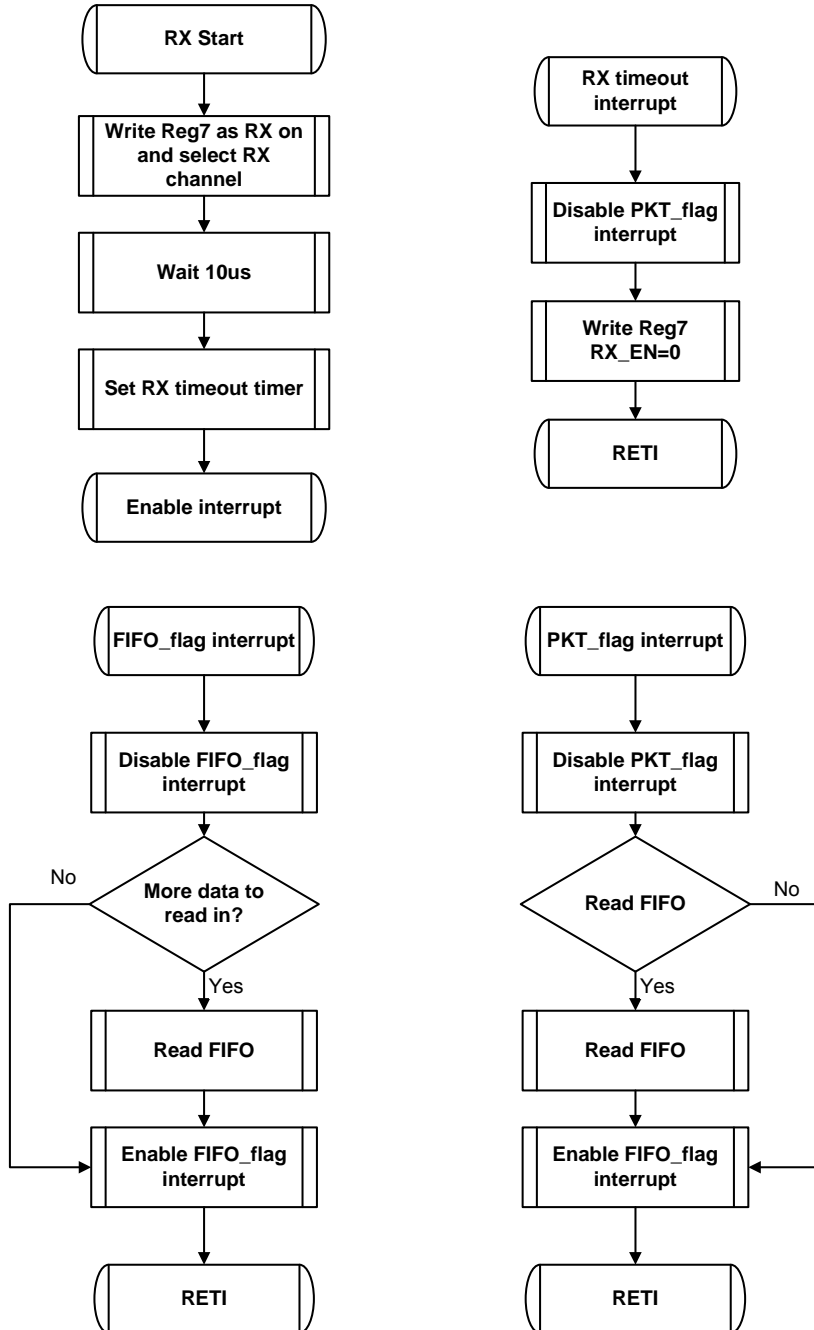 RX Start
Write Reg7 as RX on
and select RX
channel
Wait 10us
Set RX timeout timer
Enable interrupt
RX timeout
interrupt
Disable PKT_flag
interrupt
Write Reg7
RX_EN=0
RETI
FIFO_flag interrupt
Disable FIFO_flag
interrupt
More data to
read in?
No
Yes
Read FIFO
Enable FIFO_flag
interrupt
RETI
PKT_flag interrupt
Disable PKT_flag
interrupt
Read FIFO
No
Yes
Read FIFO
Enable FIFO_flag
interrupt
RETI